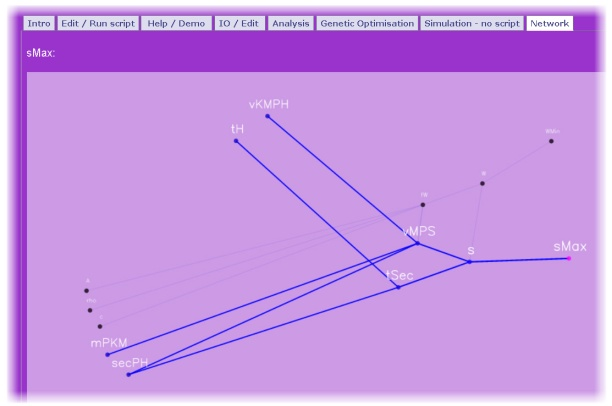 Intro Edit / Run script Help / Demo IO / Edit Analysis Genetic Optimisation Simulation - no script Network
sMax:
vKMPH
tH
vMPS
s
sMax
tSec
mPKM
secPH